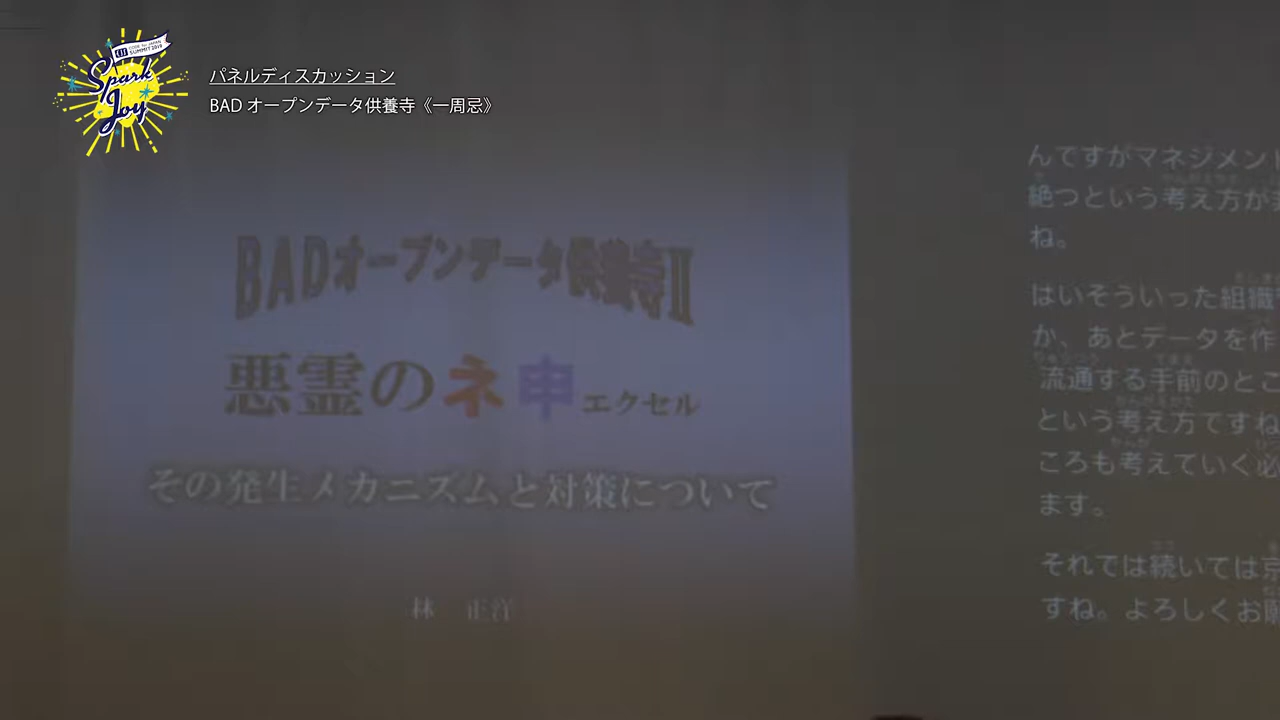 CODE for JAPAN
SUMMIT 2019
Spark
Joy
パネルディスカッション
BAD オープンデータ供養寺《一周忌》
BADオープンデータ供養寺Ⅱ
悪霊のネ申エクセル
その発生メカニズムと対策について
林 正洋
んですがマネジメン
絶つという考え方が
ね。
はいそういった組織
か、あとデータを作
流通する手前のとこ
という考え方ですね
ころも考えていく必
ます。
それでは続いては京
すね。よろしくお願